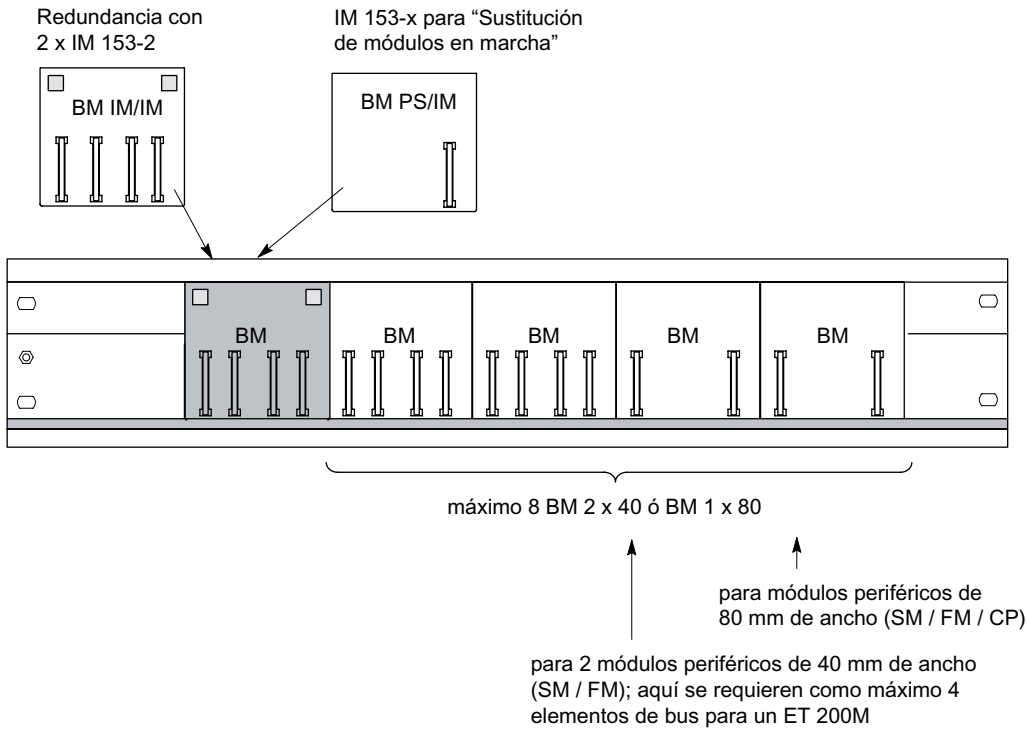 Redundancia con
2 x IM 153-2
IM 153-x para “Sustitución
de módulos en marcha”
BM IM/IM
BM PS/IM
BM
BM
BM
BM
BM
máximo 8 BM 2 x 40 ó BM 1 x 80
para módulos periféricos de
80 mm de ancho (SM / FM / CP)
para 2 módulos periféricos de 40 mm de ancho
(SM / FM); aquí se requieren como máximo 4
elementos de bus para un ET 200M